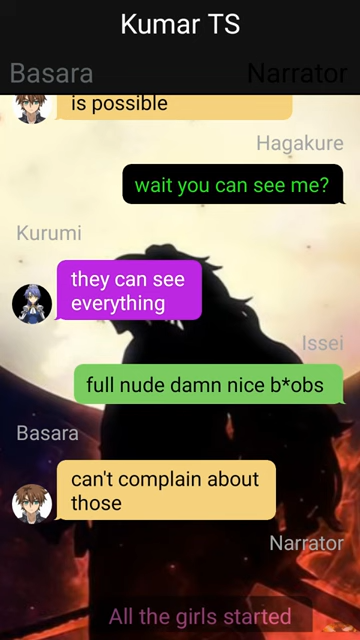 Kumar TS
Basara
Narrator
is possible
Hagakure
wait you can see me?
Kurumi
they can see
everything
Issei
full nude damn nice b*obs
Basara
can't complain about
those
Narrator
All the girls started